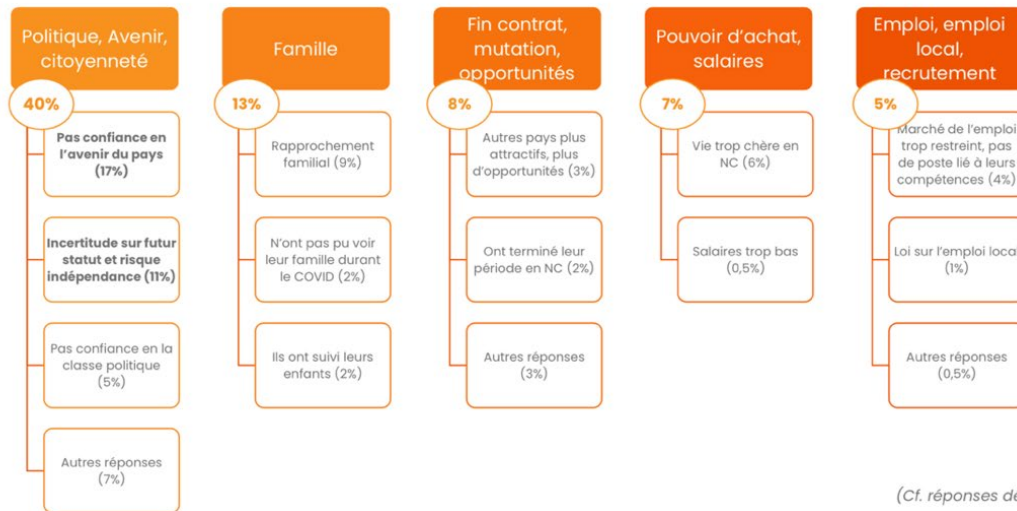 Politique, Avenir,
citoyenneté
40%
Pas confiance en
l'avenir du pays
(17%)
Incertitude sur futur
statut et risque
indépendance (11%)
Pas confiance en la
classe politique
(5%)
Autres réponses
(7%)
Famille
13%
Rapprochement
familial (9%)
N'ont pas pu voir
leur famille durant
le COVID (2%)
Ils ont suivi leurs
enfants (2%)
Fin contrat,
mutation,
opportunités
8%
Autres pays plus
attractifs, plus
d'opportunités (3%)
Ont terminé leur
période en NC (2%)
Autres réponses
(3%)
Pouvoir d'achat,
salaires
7%
Vie trop chère en
NC (6%)
Salaires trop bas
(0,5%)
Emploi, emploi
local,
recrutement
5%
Marché de l'emploi
trop restreint, pas
de poste lié à leurs
compétences (4%)
Loi sur l'emploi local
(1%)
Autres réponses
(0,5%)
(Cf. réponses dé